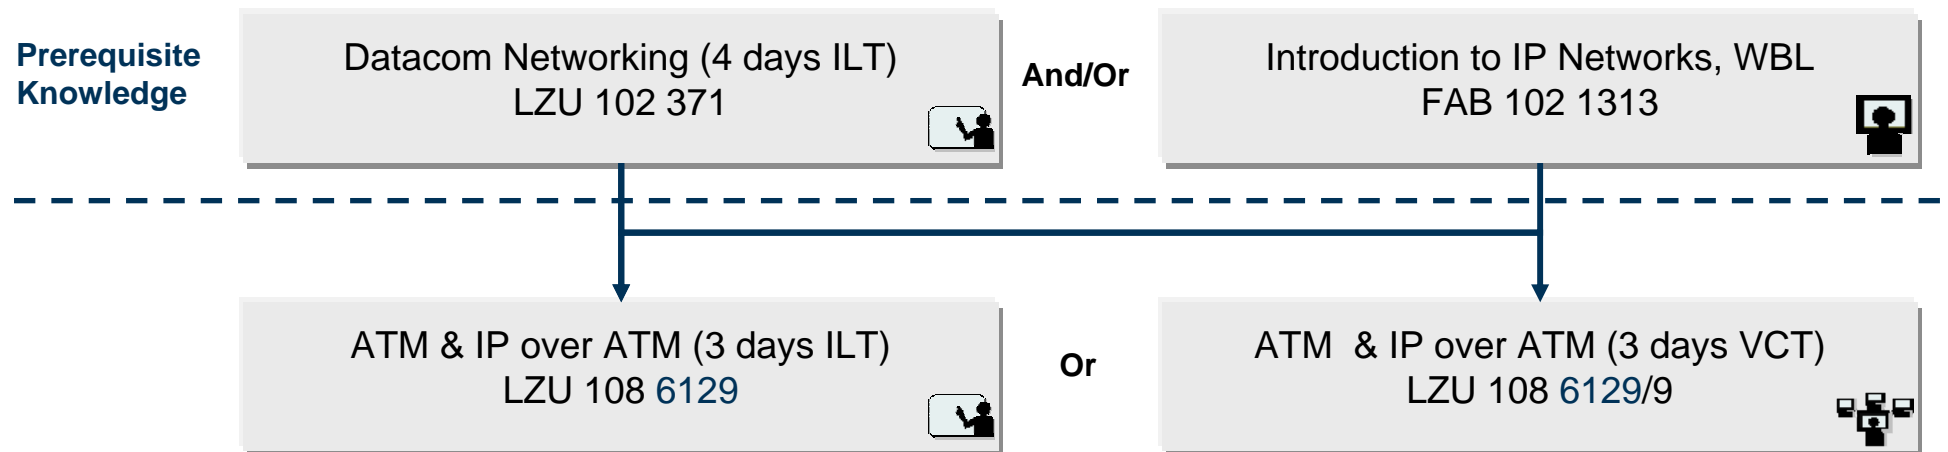 Prerequisite
Knowledge
Datacom Networking (4 days ILT)
LZU 102 371
And/Or
Introduction to IP Networks, WBL
FAB 102 1313
ATM & IP over ATM (3 days ILT)
LZU 108 6129
Or
ATM & IP over ATM (3 days VCT)
LZU 108 6129/9